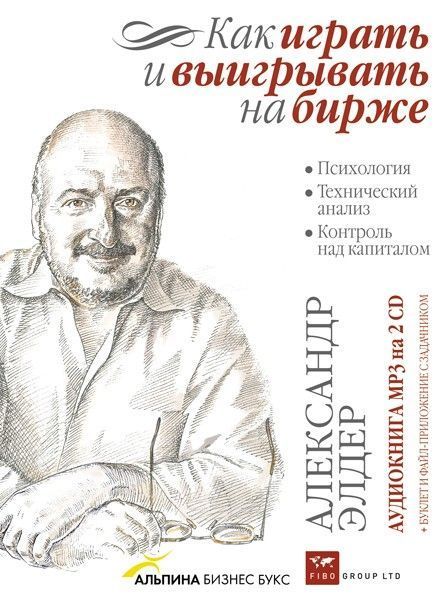 Как играть
и выигрывать
на бирже
• Психология
• Технический
анализ
• Контроль
над капиталом
АЛЕКСАНДР
ЭЛДЕР
АУДИОКНИГА MP3 на 2 CD
+ БУКЛЕТ И ФАЙЛ-ПРИЛОЖЕНИЕ С ЗАДАЧНИКОМ
АЛЬПИНА БИЗНЕС БУКС
FIBO GROUP LTD